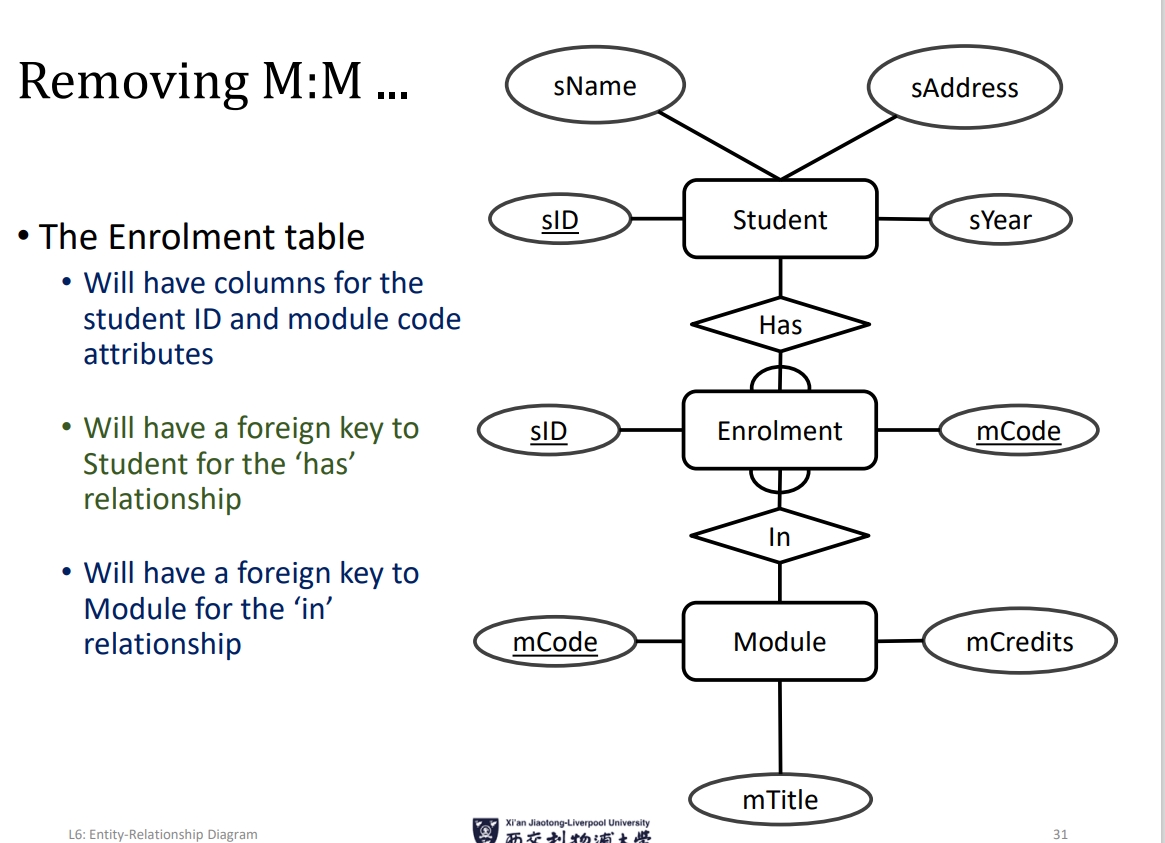 Removing M:M ...
• The Enrolment table
• Will have columns for the
student ID and module code
attributes
• Will have a foreign key to
Student for the ‘has’
relationship
• Will have a foreign key to
Module for the ‘in’
relationship
sName
sAddress
sID
Student
sYear
Has
sID
Enrolment
mCode
In
mCode
Module
mCredits
mTitle
L6: Entity-Relationship Diagram
Xi'an Jiaotong-Liverpool University
西交利物浦大學
31